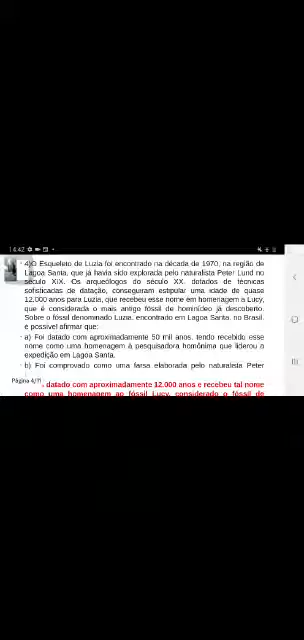 14:42
4)O Esqueleto de Luzia foi encontrado na década de 1970, na região de
Lagoa Santa, que já havia sido explorada pelo naturalista Peter Lund no
século XIX. Os arqueólogos do século XX, dotados de técnicas
sofisticadas de datação, conseguiram estipular uma idade de quase
12.000 anos para Luzia, que recebeu esse nome em homenagem a Lucy,
que é considerada o mais antigo fóssil de hominídeo já descoberto.
Sobre o fóssil denominado Luzia, encontrado em Lagoa Santa, no Brasil,
é possível afirmar que:
a) Foi datado com aproximadamente 50 mil anos, tendo recebido esse
nome como uma homenagem à pesquisadora homônima que liderou a
expedição em Lagoa Santa.
b) Foi comprovado como uma farsa elaborada pelo naturalista Peter
Página 4/7
datado com aproximadamente 12.000 anos e recebeu tal nome
como uma homenagem ao fóssil Lucy, considerado o fóssil de